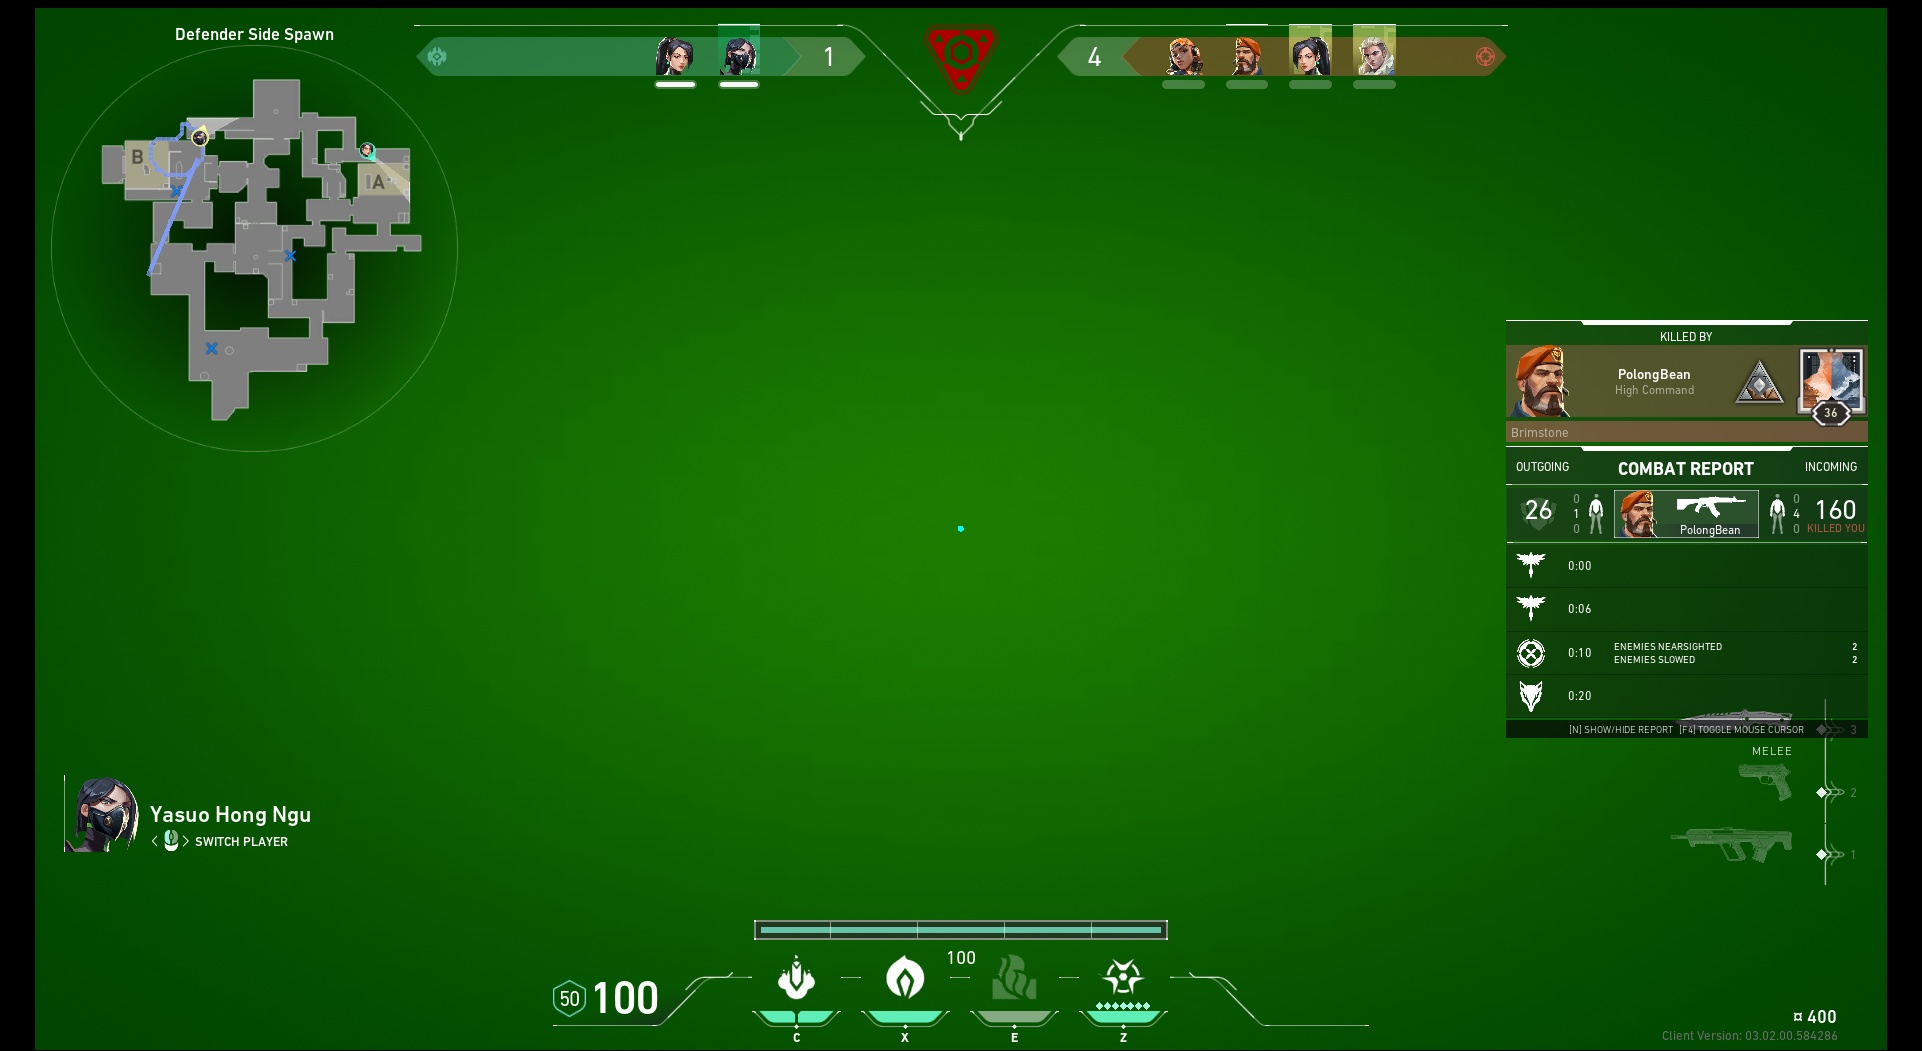 Defender Side Spawn
1
4
B
A
KILLED BY
PolongBean
High Command
36
Brimstone
OUTGOING
COMBAT REPORT
INCOMING
26
0
1
0
PolongBean
0
4
0
160
KILLED YOU
0:00
0:06
0:10
ENEMIES NEARSIGHTED 2
ENEMIES SLOWED 2
0:20
[N] SHOW/HIDE REPORT [F4] TOGGLE MOUSE CURSOR
3
MELEE
2
1
Yasuo Hong Ngu
< > SWITCH PLAYER
100
50
100
C
X
E
Z
¤ 400
Client Version: 03.02.00.584286